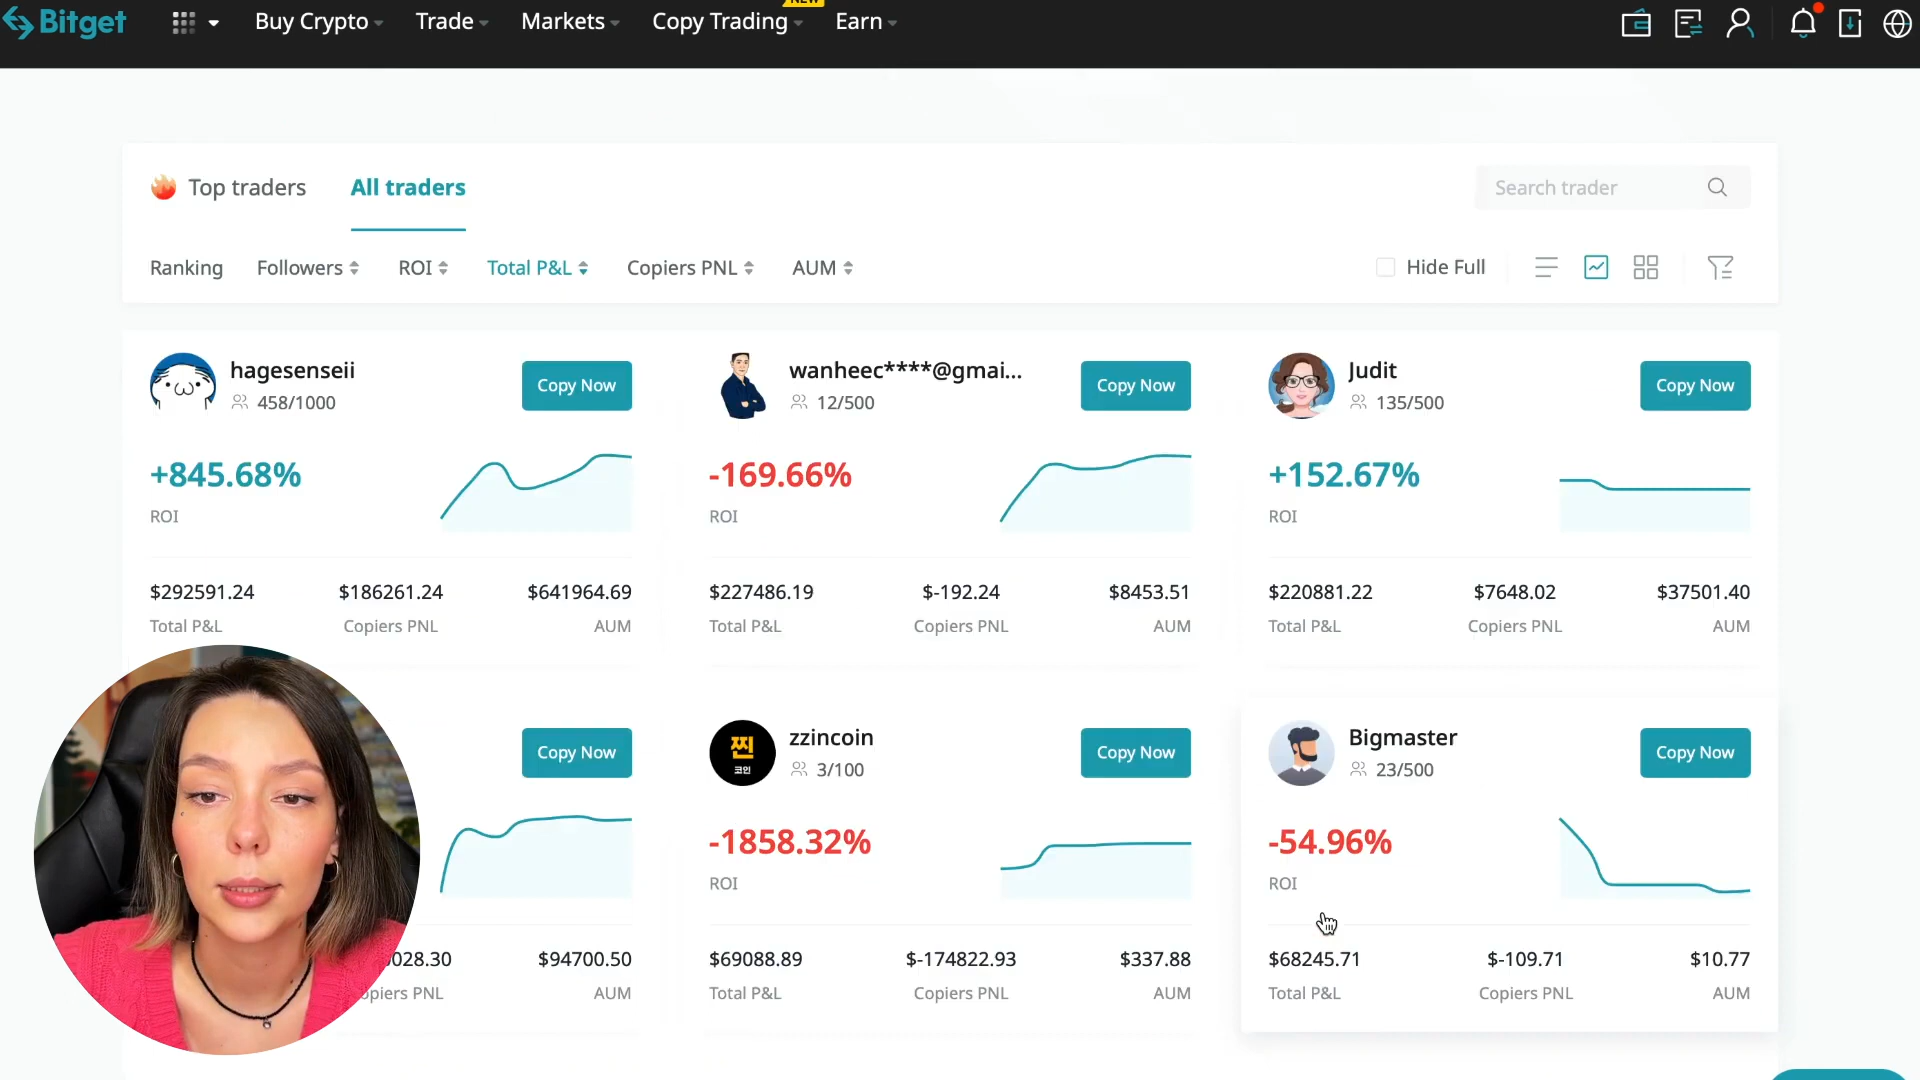 Bitget
Buy Crypto
Trade
Markets
Copy Trading
NEW
Earn
Top traders
All traders
Search trader
Ranking
Followers
ROI
Total P&L
Copiers PNL
AUM
Hide Full
hagesenseii
458/1000
Copy Now
+845.68%
ROI
$292591.24
$186261.24
$641964.69
Total P&L
Copiers PNL
AUM
wanheec****@gmai...
12/500
Copy Now
-169.66%
ROI
$227486.19
$-192.24
$8453.51
Total P&L
Copiers PNL
AUM
Judit
135/500
Copy Now
+152.67%
ROI
$220881.22
$7648.02
$37501.40
Total P&L
Copiers PNL
AUM
Copy Now
028.30
$94700.50
opiers PNL
AUM
찐
코인
zzincoin
3/100
Copy Now
-1858.32%
ROI
$69088.89
$-174822.93
$337.88
Total P&L
Copiers PNL
AUM
Bigmaster
23/500
Copy Now
-54.96%
ROI
$68245.71
$-109.71
$10.77
Total P&L
Copiers PNL
AUM